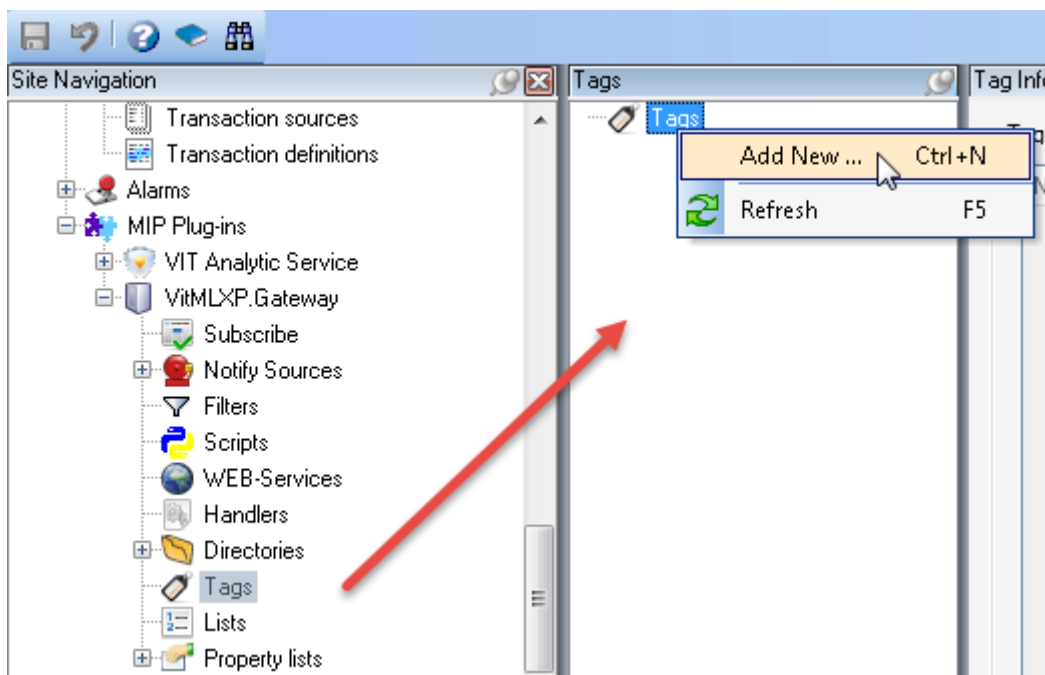 Site Navigation
Transaction sources
Transaction definitions
Alarms
MIP Plug-ins
VIT Analytic Service
VitMLXP.Gateway
Subscribe
Notify Sources
Filters
Scripts
WEB-Services
Handlers
Directories
Tags
Lists
Property lists
Tags
Tags
Add New ... Ctrl+N
Refresh F5
Tag Info